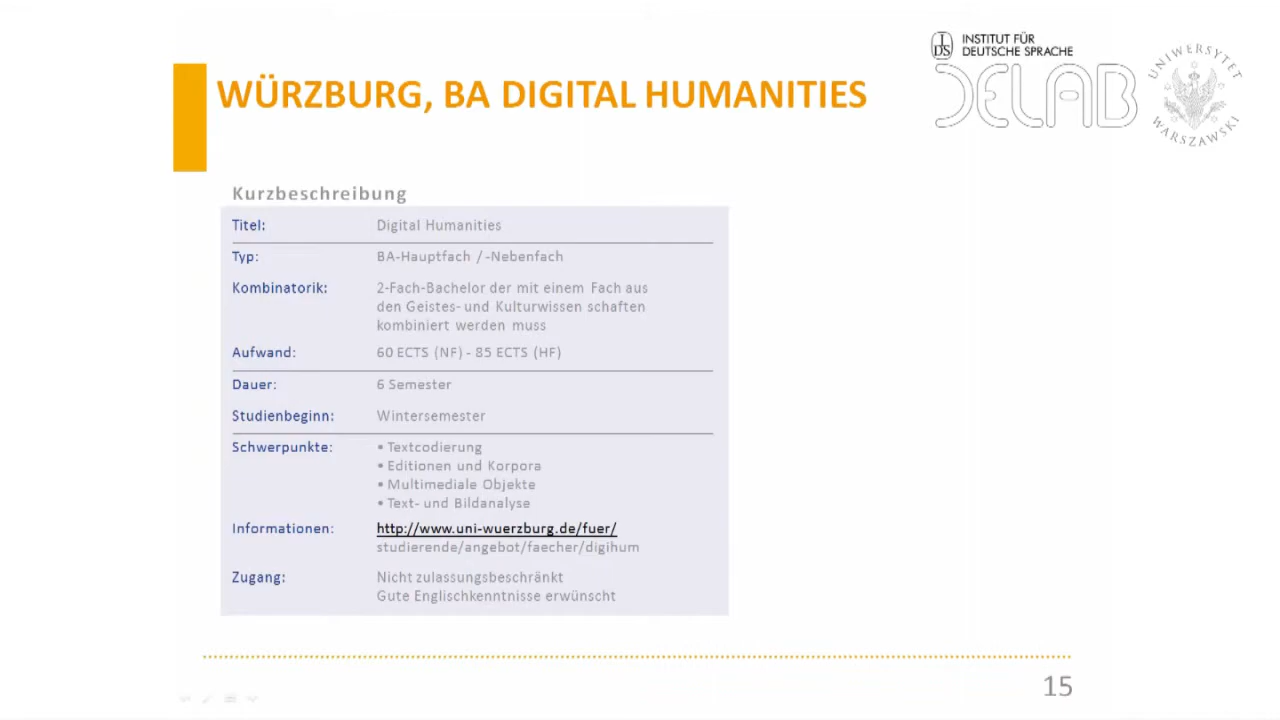 INSTITUT FÜR
DEUTSCHE SPRACHE
IDS
DELAB
UNIWERSYTET
WARSZAWSKI
WÜRZBURG, BA DIGITAL HUMANITIES
Kurzbeschreibung
Titel: Digital Humanities
Typ: BA-Hauptfach / -Nebenfach
Kombinatorik: 2-Fach-Bachelor der mit einem Fach aus
den Geistes- und Kulturwissen schaften
kombiniert werden muss
Aufwand: 60 ECTS (NF) - 85 ECTS (HF)
Dauer: 6 Semester
Studienbeginn: Wintersemester
Schwerpunkte: • Textcodierung
• Editionen und Korpora
• Multimediale Objekte
• Text- und Bildanalyse
Informationen: http://www.uni-wuerzburg.de/fuer/
studierende/angebot/faecher/digihum
Zugang: Nicht zulassungsbeschränkt
Gute Englischkenntnisse erwünscht
15